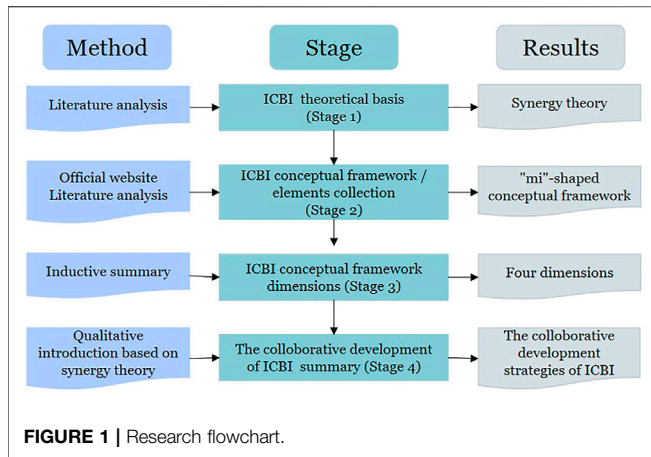 Method
Stage
Results
Literature analysis
ICBI theoretical basis
(Stage 1)
Synergy theory
Official website
Literature analysis
ICBI conceptual framework /
elements collection
(Stage 2)
"mi"-shaped
conceptual framework
Inductive summary
ICBI conceptual framework
dimensions (Stage 3)
Four dimensions
Qualitative
introduction based on
synergy theory
The colloborative development
of ICBI summary (Stage 4)
The colloborative
development
strategies of ICBI
FIGURE 1 | Research flowchart.